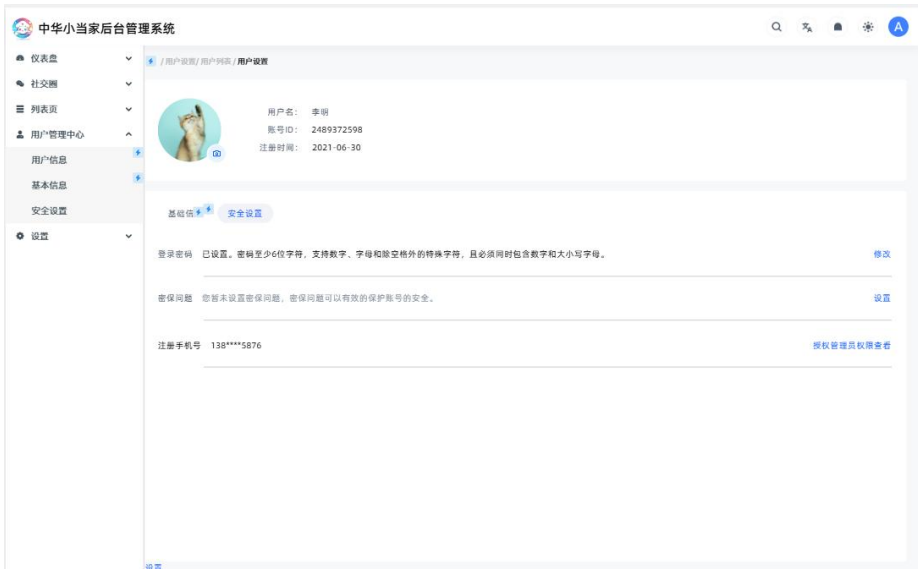 中华小当家后台管理系统
A
仪表盘
社交圈
列表页
用户管理中心
用户信息
基本信息
安全设置
设置
/ 用户设置/ 用户列表 / 用户设置
用户名： 李明
账号ID： 2489372598
注册时间： 2021-06-30
基础信
安全设置
登录密码 已设置。密码至少6位字符，支持数字、字母和除空格外的特殊字符，且必须同时包含数字和大小写字母。 修改
密保问题 您暂未设置密保问题，密保问题可以有效的保护账号的安全。 设置
注册手机号 138****5876 授权管理员权限查看
设置